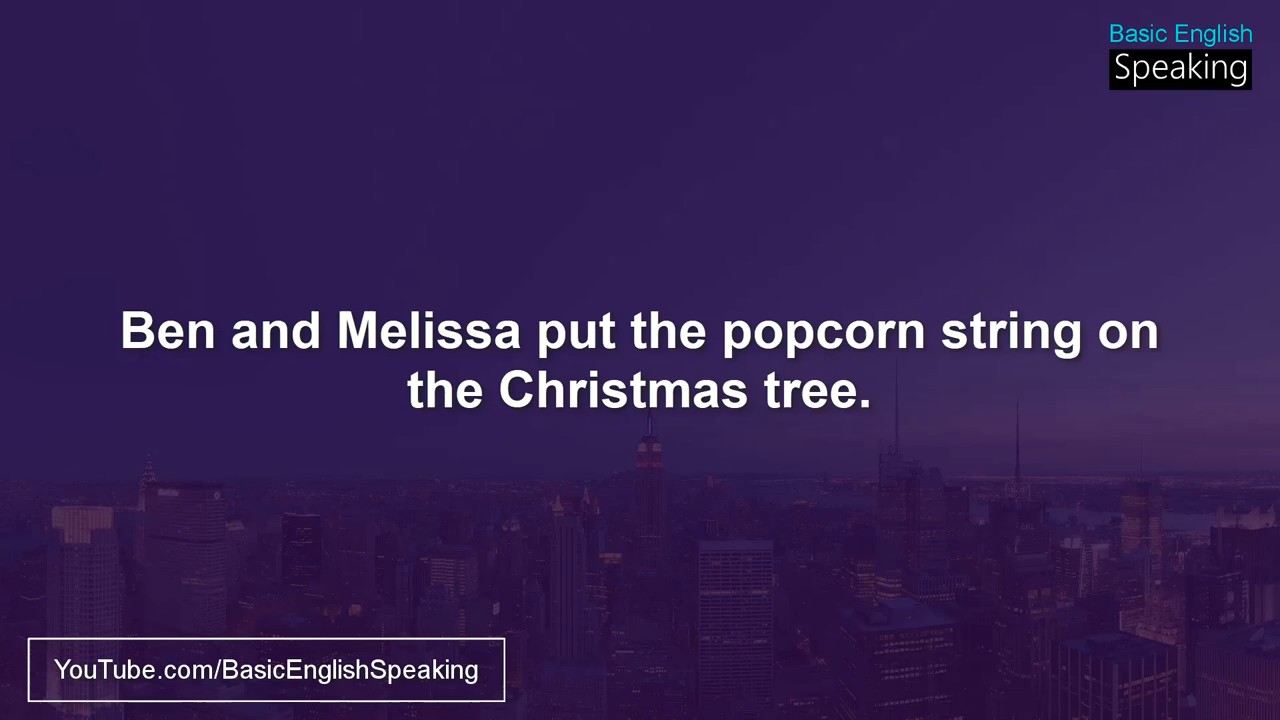 Basic English
Speaking
Ben and Melissa put the popcorn string on
the Christmas tree.
YouTube.com/BasicEnglishSpeaking